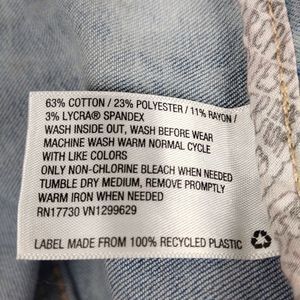 63% COTTON / 23% POLYESTER / 11% RAYON /
3% LYCRA® SPANDEX
WASH INSIDE OUT, WASH BEFORE WEAR
MACHINE WASH WARM NORMAL CYCLE
WITH LIKE COLORS
ONLY NON-CHLORINE BLEACH WHEN NEEDED
TUMBLE DRY MEDIUM, REMOVE PROMPTLY
WARM IRON WHEN NEEDED
RN17730 VN1299629
LABEL MADE FROM 100% RECYCLED PLASTIC